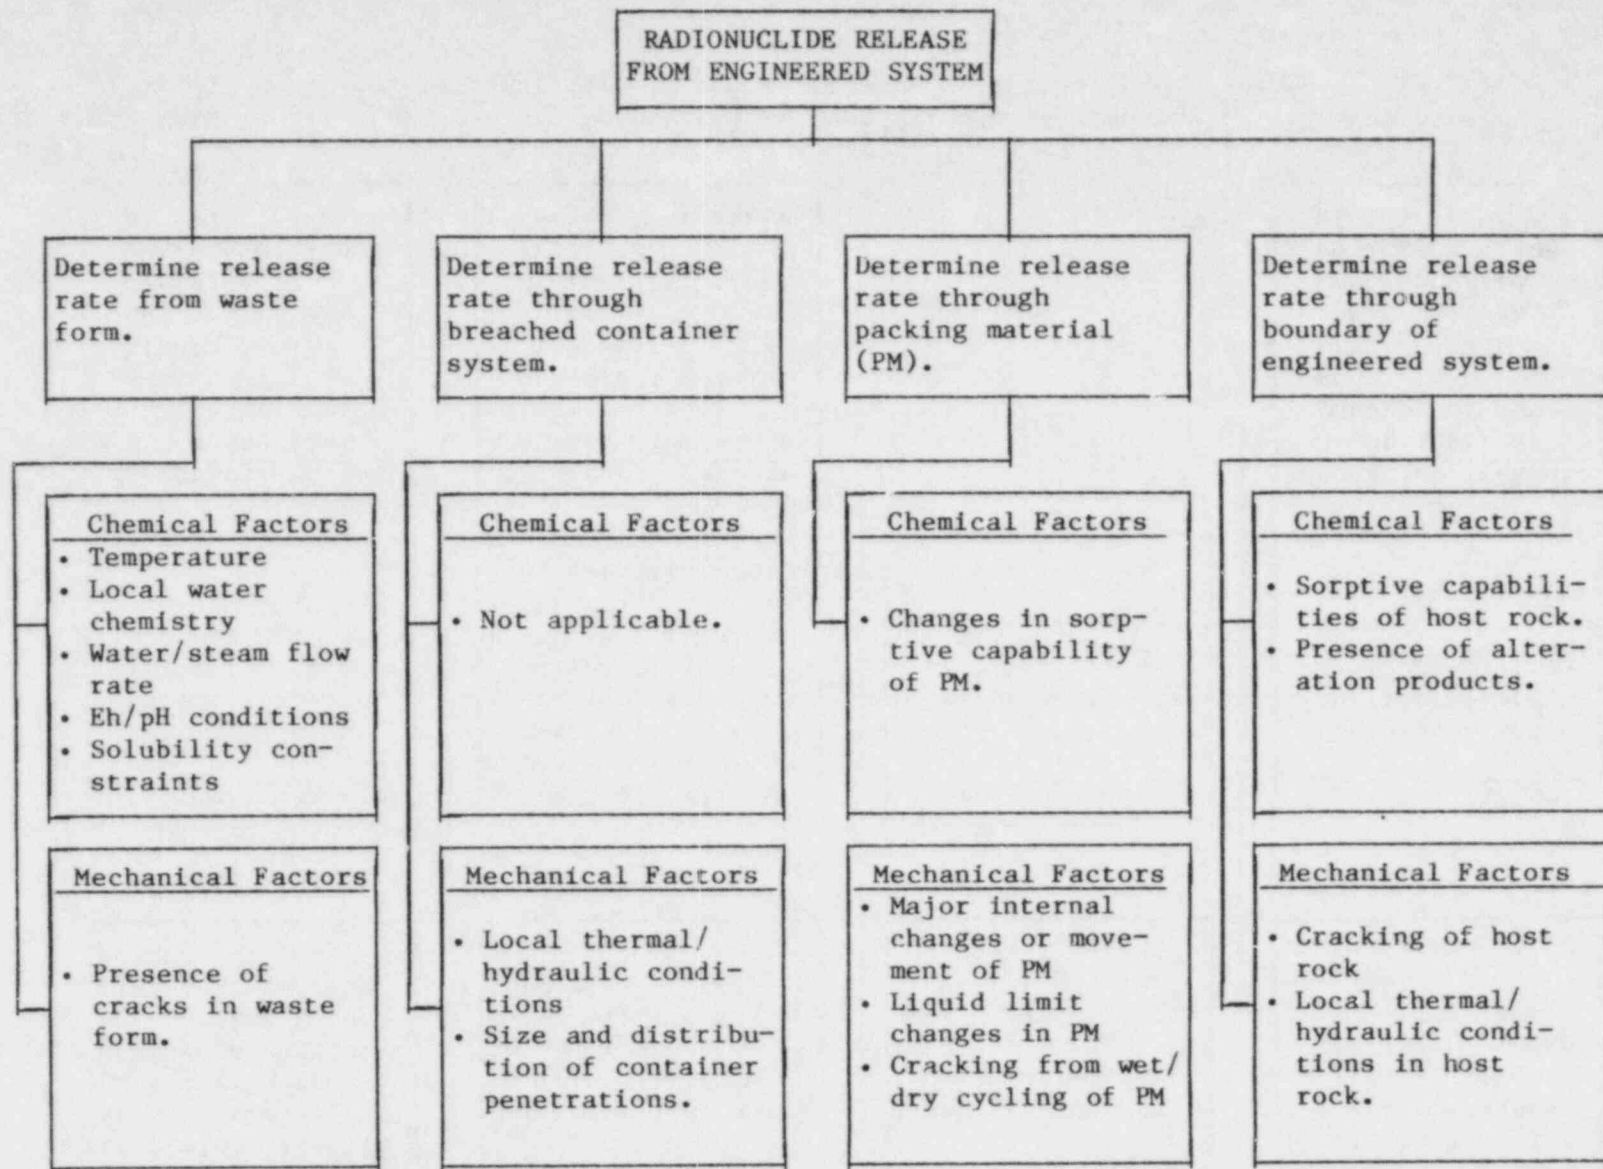 RADIONUCLIDE RELEASE
FROM ENGINEERED SYSTEM
Determine release
rate from waste
form.
Determine release
rate through
breached container
system.
Determine release
rate through
packing material
(PM).
Determine release
rate through
boundary of
engineered system.
Chemical Factors
• Temperature
• Local water
chemistry
• Water/steam flow
rate
• Eh/pH conditions
• Solubility con-
straints
Chemical Factors
• Not applicable.
Chemical Factors
• Changes in sorp-
tive capability
of PM.
Chemical Factors
• Sorptive capabili-
ties of host rock.
• Presence of alter-
ation products.
Mechanical Factors
• Presence of
cracks in waste
form.
Mechanical Factors
• Local thermal/
hydraulic condi-
tions
• Size and distribu-
tion of container
penetrations.
Mechanical Factors
• Major internal
changes or move-
ment of PM
• Liquid limit
changes in PM
• Cracking from wet/
dry cycling of PM
Mechanical Factors
• Cracking of host
rock
• Local thermal/
hydraulic condi-
tions in host
rock.